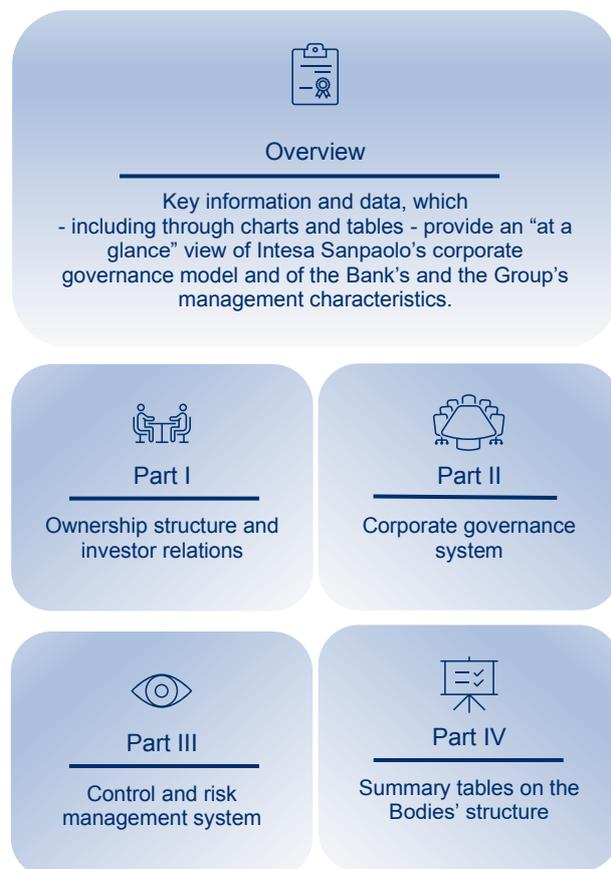 Overview
Key information and data, which
- including through charts and tables - provide an “at a
glance” view of Intesa Sanpaolo’s corporate
governance model and of the Bank’s and the Group’s
management characteristics.
Part I
Ownership structure and
investor relations
Part II
Corporate governance
system
Part III
Control and risk
management system
Part IV
Summary tables on the
Bodies’ structure